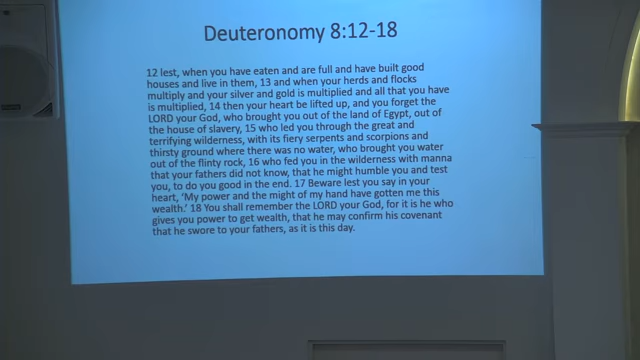 Deuteronomy 8:12-18
12 lest, when you have eaten and are full and have built good
houses and live in them, 13 and when your herds and flocks
multiply and your silver and gold is multiplied and all that you have
is multiplied, 14 then your heart be lifted up, and you forget the
LORD your God, who brought you out of the land of Egypt, out of
the house of slavery, 15 who led you through the great and
terrifying wilderness, with its fiery serpents and scorpions and
thirsty ground where there was no water, who brought you water
out of the flinty rock, 16 who fed you in the wilderness with manna
that your fathers did not know, that he might humble you and test
you, to do you good in the end. 17 Beware lest you say in your
heart, ‘My power and the might of my hand have gotten me this
wealth.’ 18 You shall remember the LORD your God, for it is he who
gives you power to get wealth, that he may confirm his covenant
that he swore to your fathers, as it is this day.